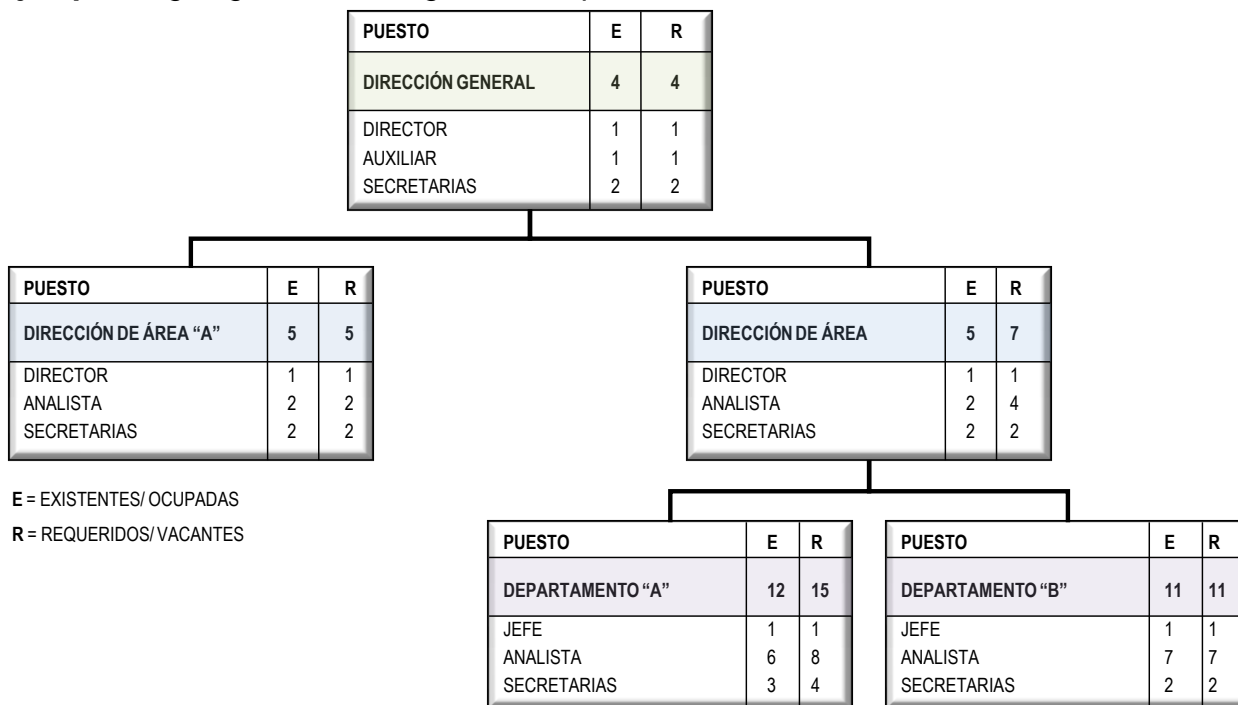 PUESTO E R
DIRECCIÓN GENERAL 4 4
DIRECTOR 1 1
AUXILIAR 1 1
SECRETARIAS 2 2
PUESTO E R
DIRECCIÓN DE ÁREA “A” 5 5
DIRECTOR 1 1
ANALISTA 2 2
SECRETARIAS 2 2
PUESTO E R
DIRECCIÓN DE ÁREA 5 7
DIRECTOR 1 1
ANALISTA 2 4
SECRETARIAS 2 2
E = EXISTENTES/ OCUPADAS
R = REQUERIDOS/ VACANTES
PUESTO E R
DEPARTAMENTO “A” 12 15
JEFE 1 1
ANALISTA 6 8
SECRETARIAS 3 4
PUESTO E R
DEPARTAMENTO “B” 11 11
JEFE 1 1
ANALISTA 7 7
SECRETARIAS 2 2